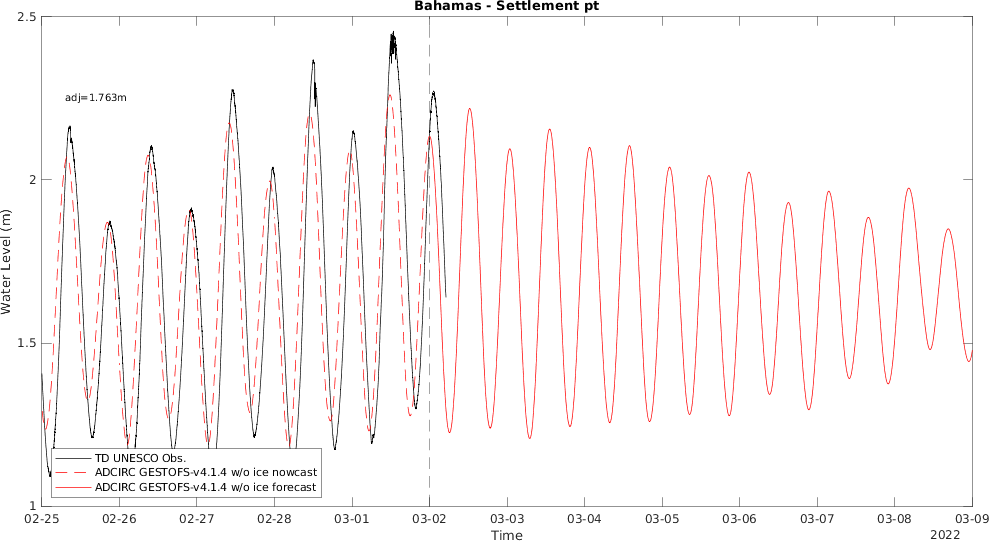 Bahamas - Settlement pt
2.5
adj=1.763m
2
Water Level (m)
1.5
TD UNESCO Obs.
ADCIRC GESTOFS-v4.1.4 w/o ice nowcast
ADCIRC GESTOFS-v4.1.4 w/o ice forecast
1
02-25 02-26 02-27 02-28 03-01 03-02 03-03 03-04 03-05 03-06 03-07 03-08 03-09
Time
2022